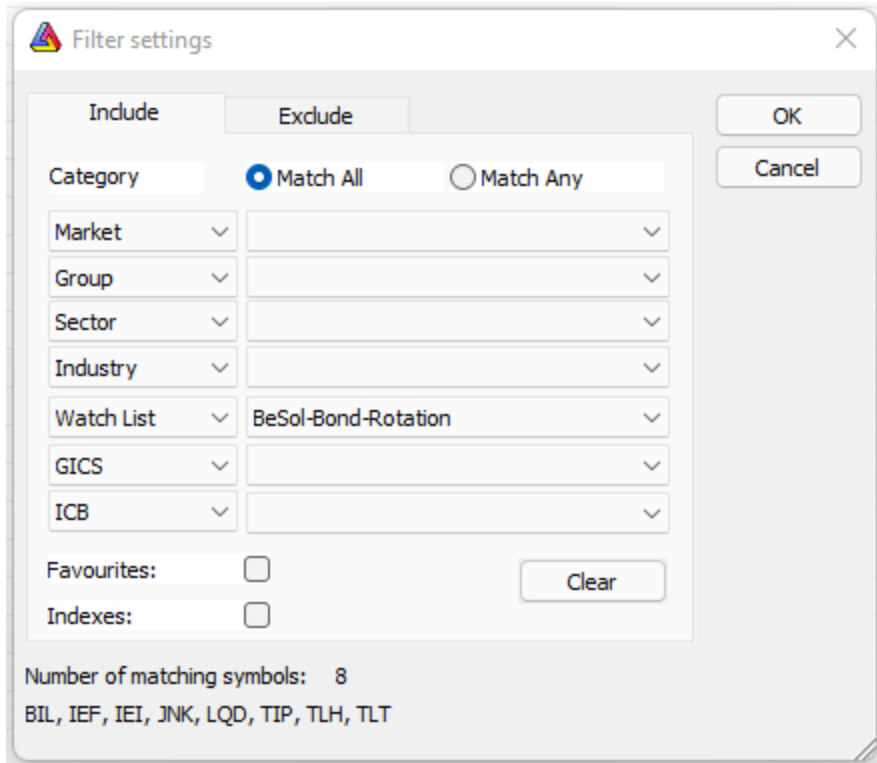 Filter settings
Include Exclude
OK
Category Match All Match Any
Cancel
Market
Group
Sector
Industry
Watch List BeSol-Bond-Rotation
GICS
ICB
Favourites:
Clear
Indexes:
Number of matching symbols: 8
BIL, IEF, IEI, JNK, LQD, TIP, TLH, TLT